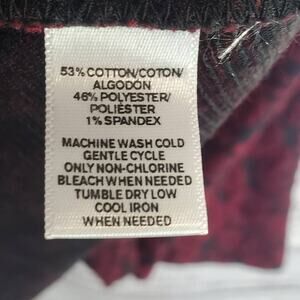 53% COTTON/COTON/
ALGODÓN
46% POLYESTER/
POLIÉSTER
1% SPANDEX
MACHINE WASH COLD
GENTLE CYCLE
ONLY NON-CHLORINE
BLEACH WHEN NEEDED
TUMBLE DRY LOW
COOL IRON
WHEN NEEDED